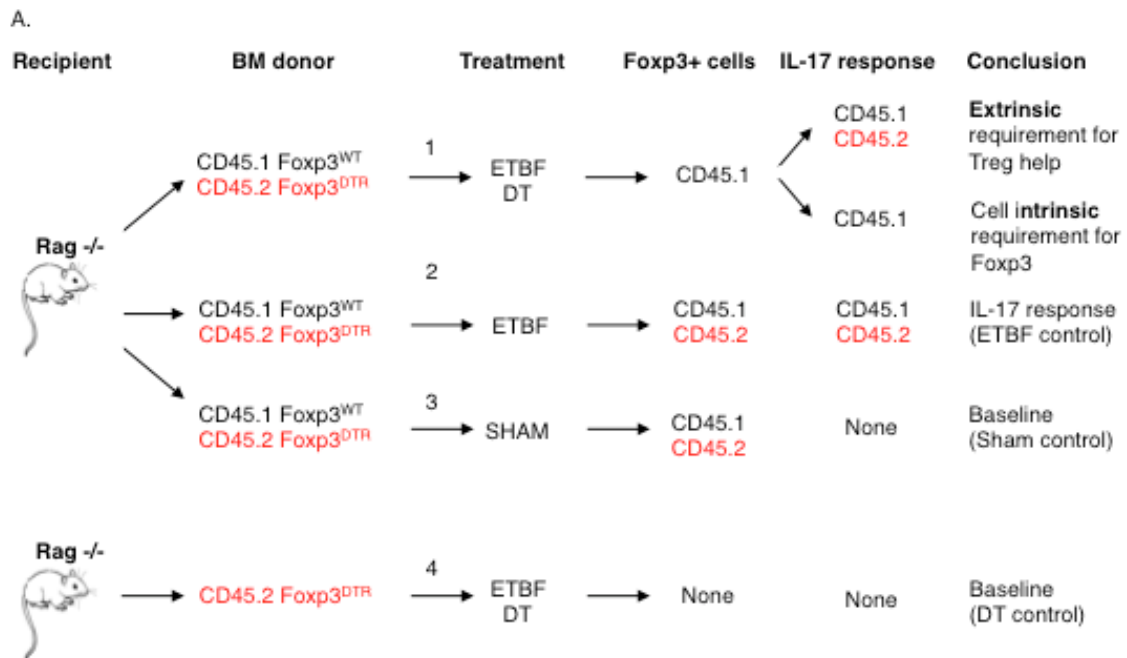 A.
Recipient BM donor Treatment Foxp3+ cells IL-17 response Conclusion
Rag -/-
CD45.1 Foxp3WT
CD45.2 Foxp3DTR
1
ETBF
DT
CD45.1
CD45.1
CD45.2
Extrinsic
requirement for
Treg help
CD45.1
Cell intrinsic
requirement for
Foxp3
CD45.1 Foxp3WT
CD45.2 Foxp3DTR
2
ETBF
CD45.1
CD45.2
CD45.1
CD45.2
IL-17 response
(ETBF control)
CD45.1 Foxp3WT
CD45.2 Foxp3DTR
3
SHAM
CD45.1
CD45.2
None
Baseline
(Sham control)
Rag -/-
CD45.2 Foxp3DTR
4
ETBF
DT
None
None
Baseline
(DT control)